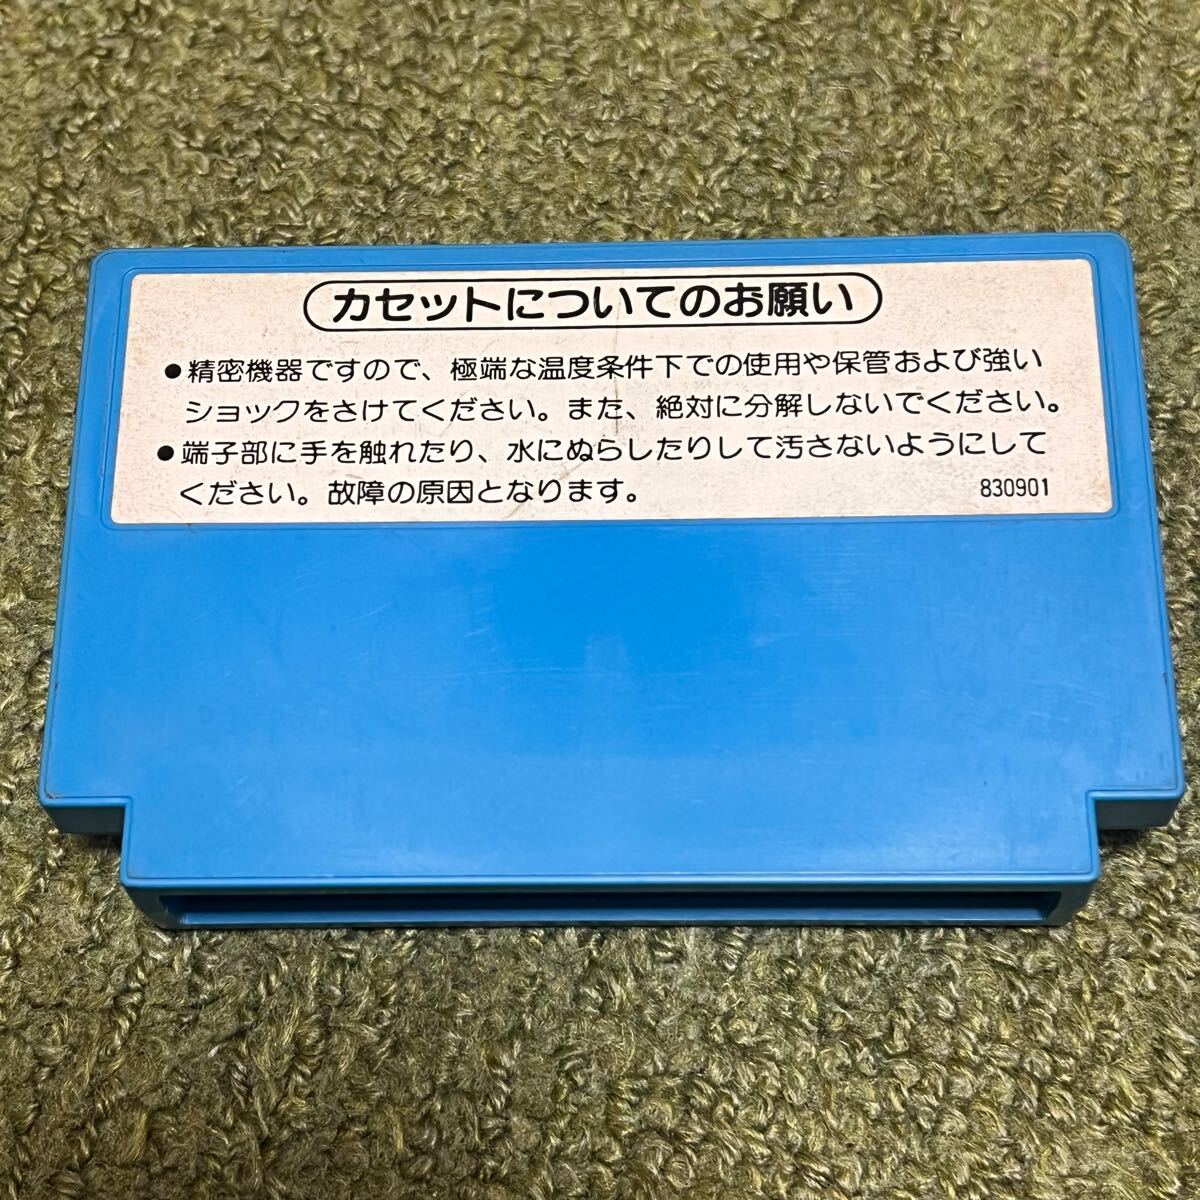 カセットについてのお願い
●精密機器ですので、極端な温度条件下での使用や保管および強い
ショックをさけてください。また、絶対に分解しないでください。
●端子部に手を触れたり、水にぬらしたりして汚さないようにして
ください。故障の原因となります。
830901